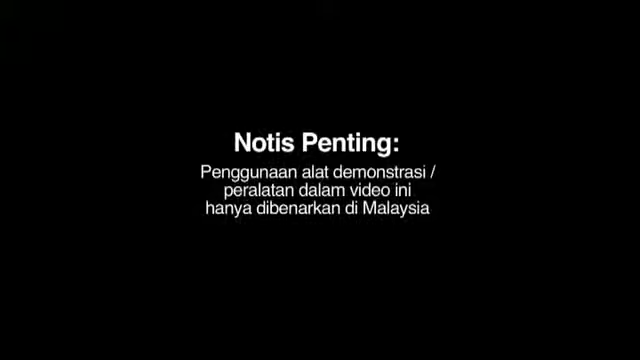 Notis Penting:
Penggunaan alat demonstrasi /
peralatan dalam video ini
hanya dibenarkan di Malaysia